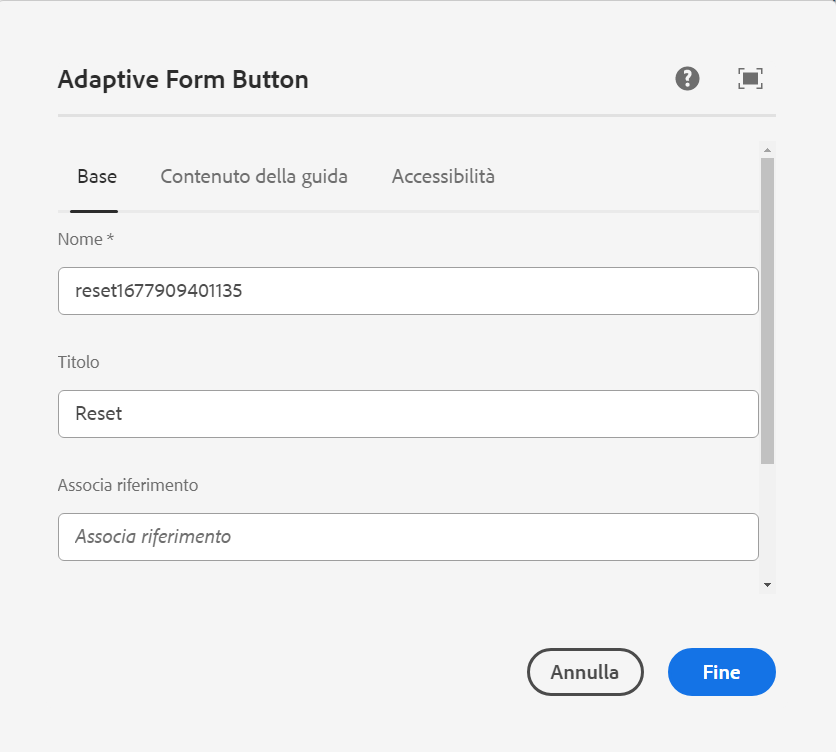 Adaptive Form Button
Base Contenuto della guida Accessibilità
Nome *
reset1677909401135
Titolo
Reset
Associa riferimento
Associa riferimento
Annulla Fine